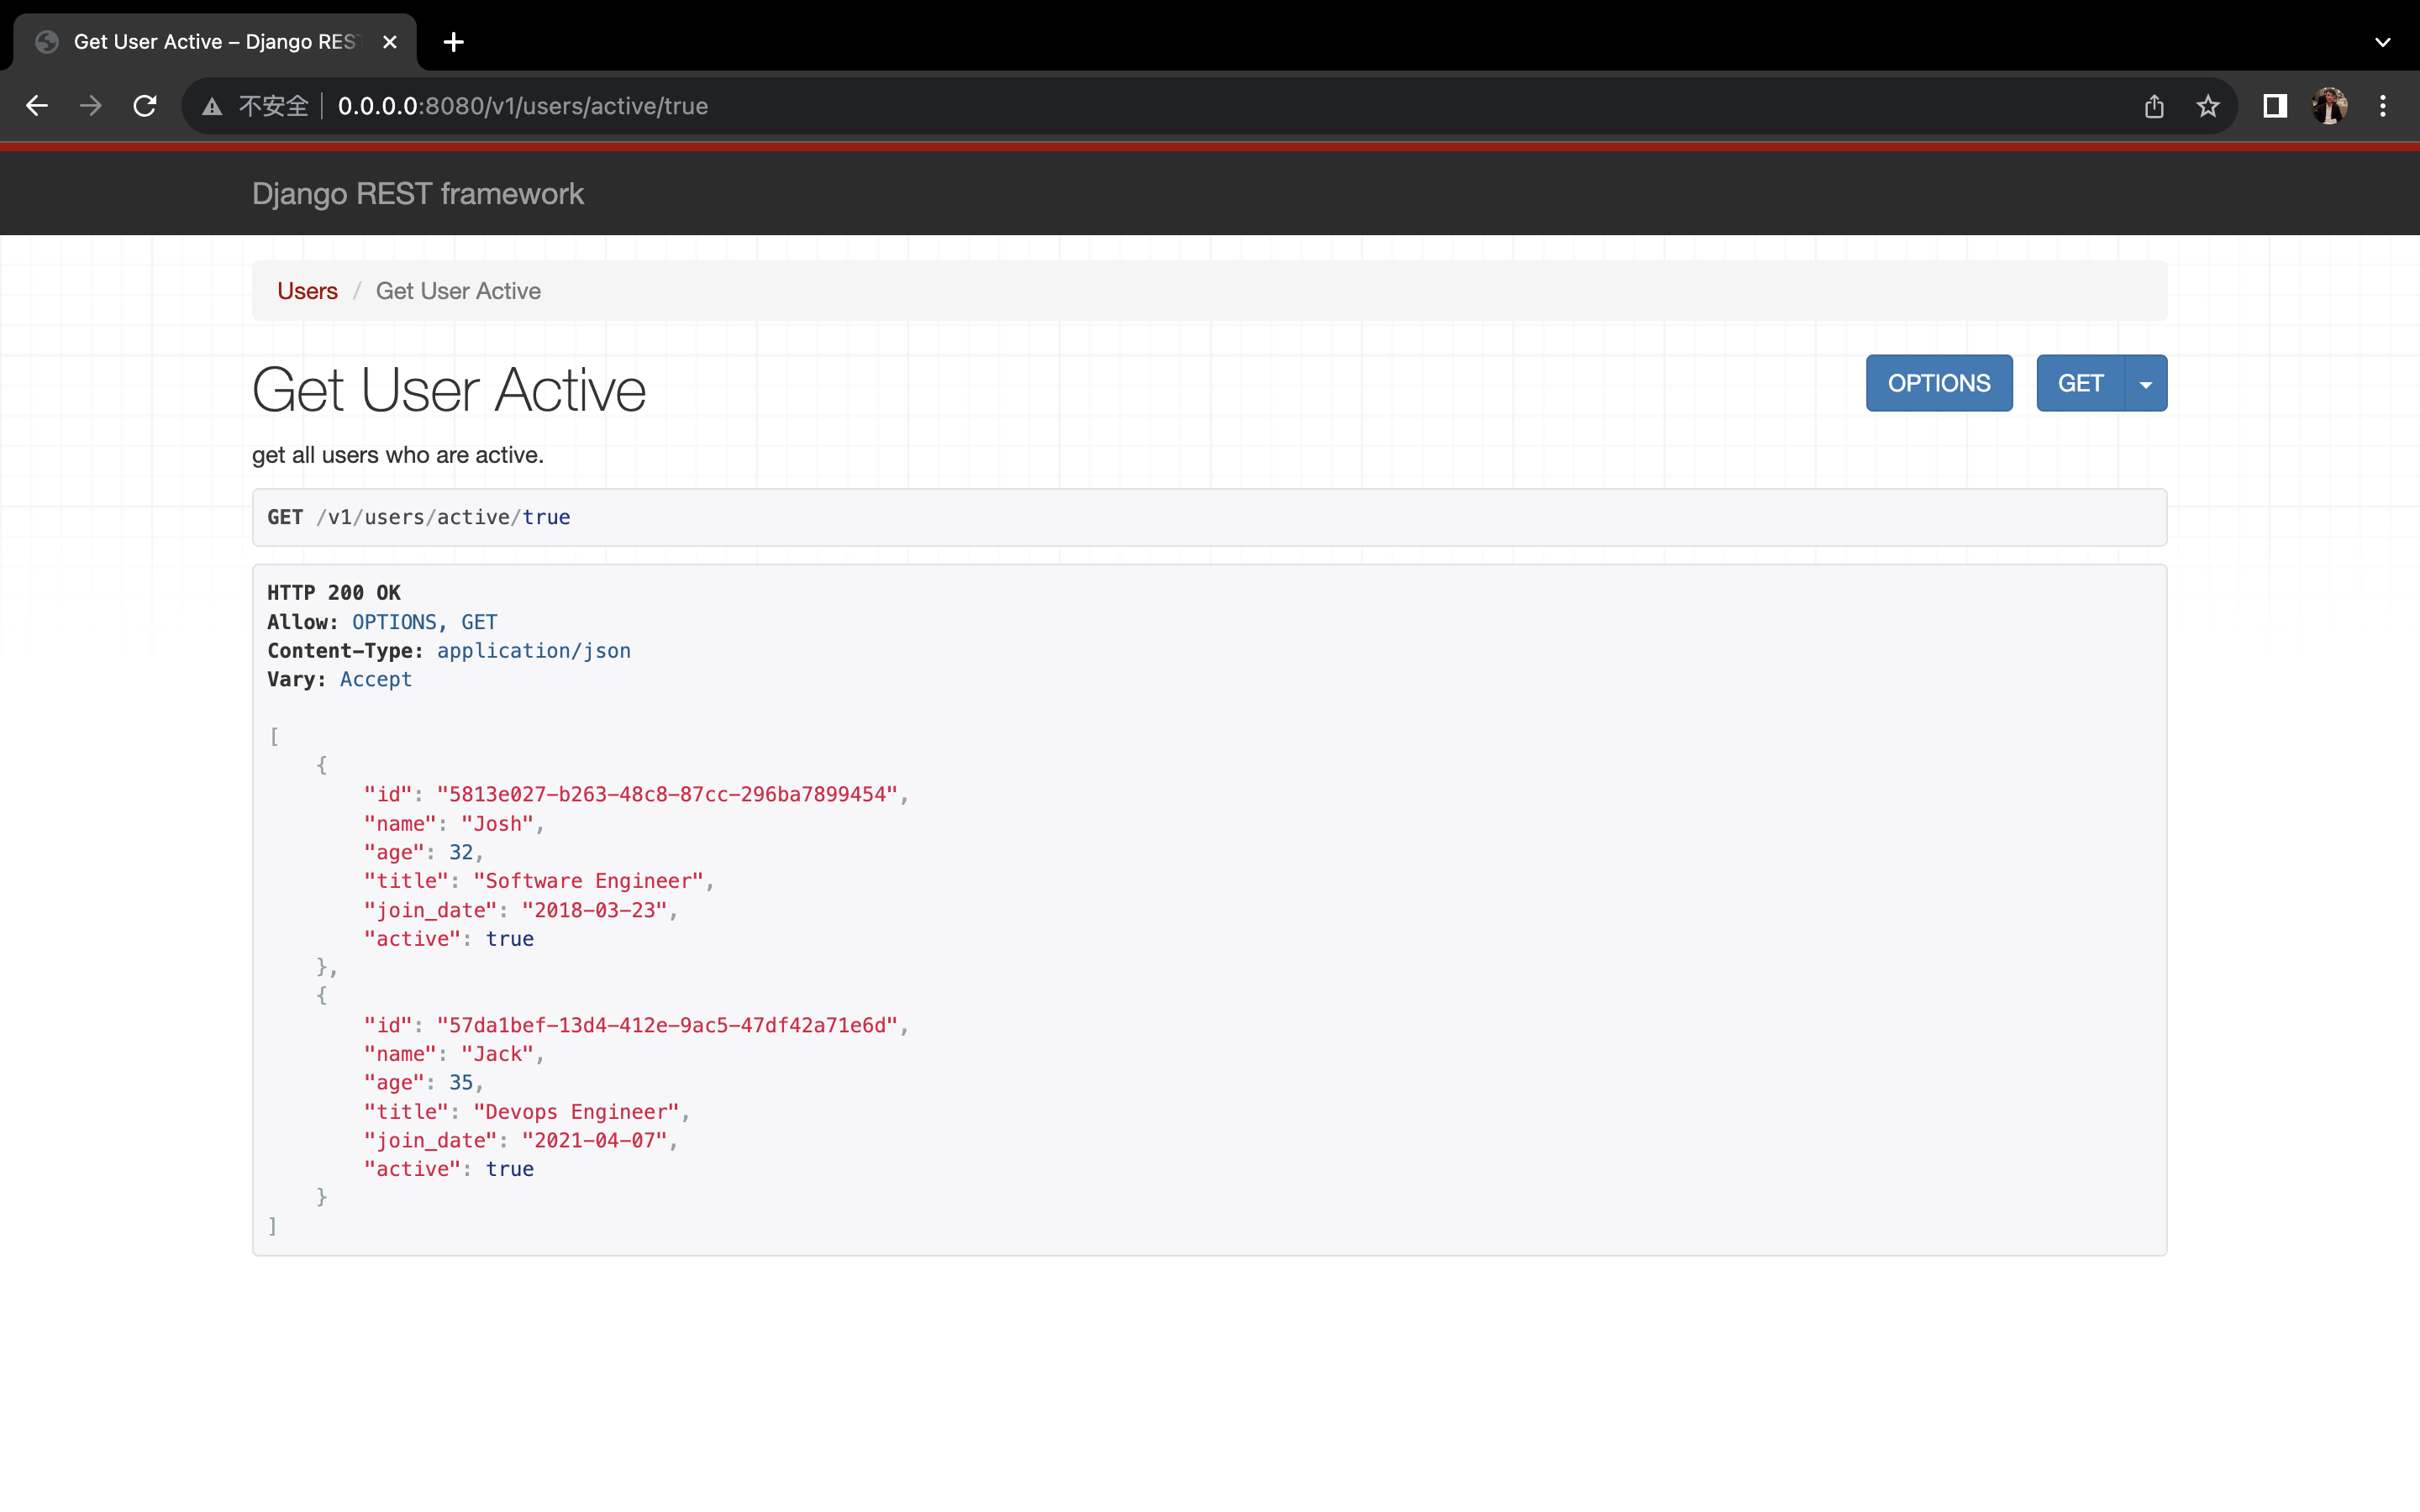 Get User Active – Django RES
不安全 0.0.0.0:8080/v1/users/active/true
Django REST framework
Users / Get User Active
Get User Active
OPTIONS
GET
get all users who are active.
GET /v1/users/active/true
HTTP 200 OK
Allow: OPTIONS, GET
Content-Type: application/json
Vary: Accept
[
    {
        "id": "5813e027-b263-48c8-87cc-296ba7899454",
        "name": "Josh",
        "age": 32,
        "title": "Software Engineer",
        "join_date": "2018-03-23",
        "active": true
    },
    {
        "id": "57da1bef-13d4-412e-9ac5-47df42a71e6d",
        "name": "Jack",
        "age": 35,
        "title": "Devops Engineer",
        "join_date": "2021-04-07",
        "active": true
    }
]